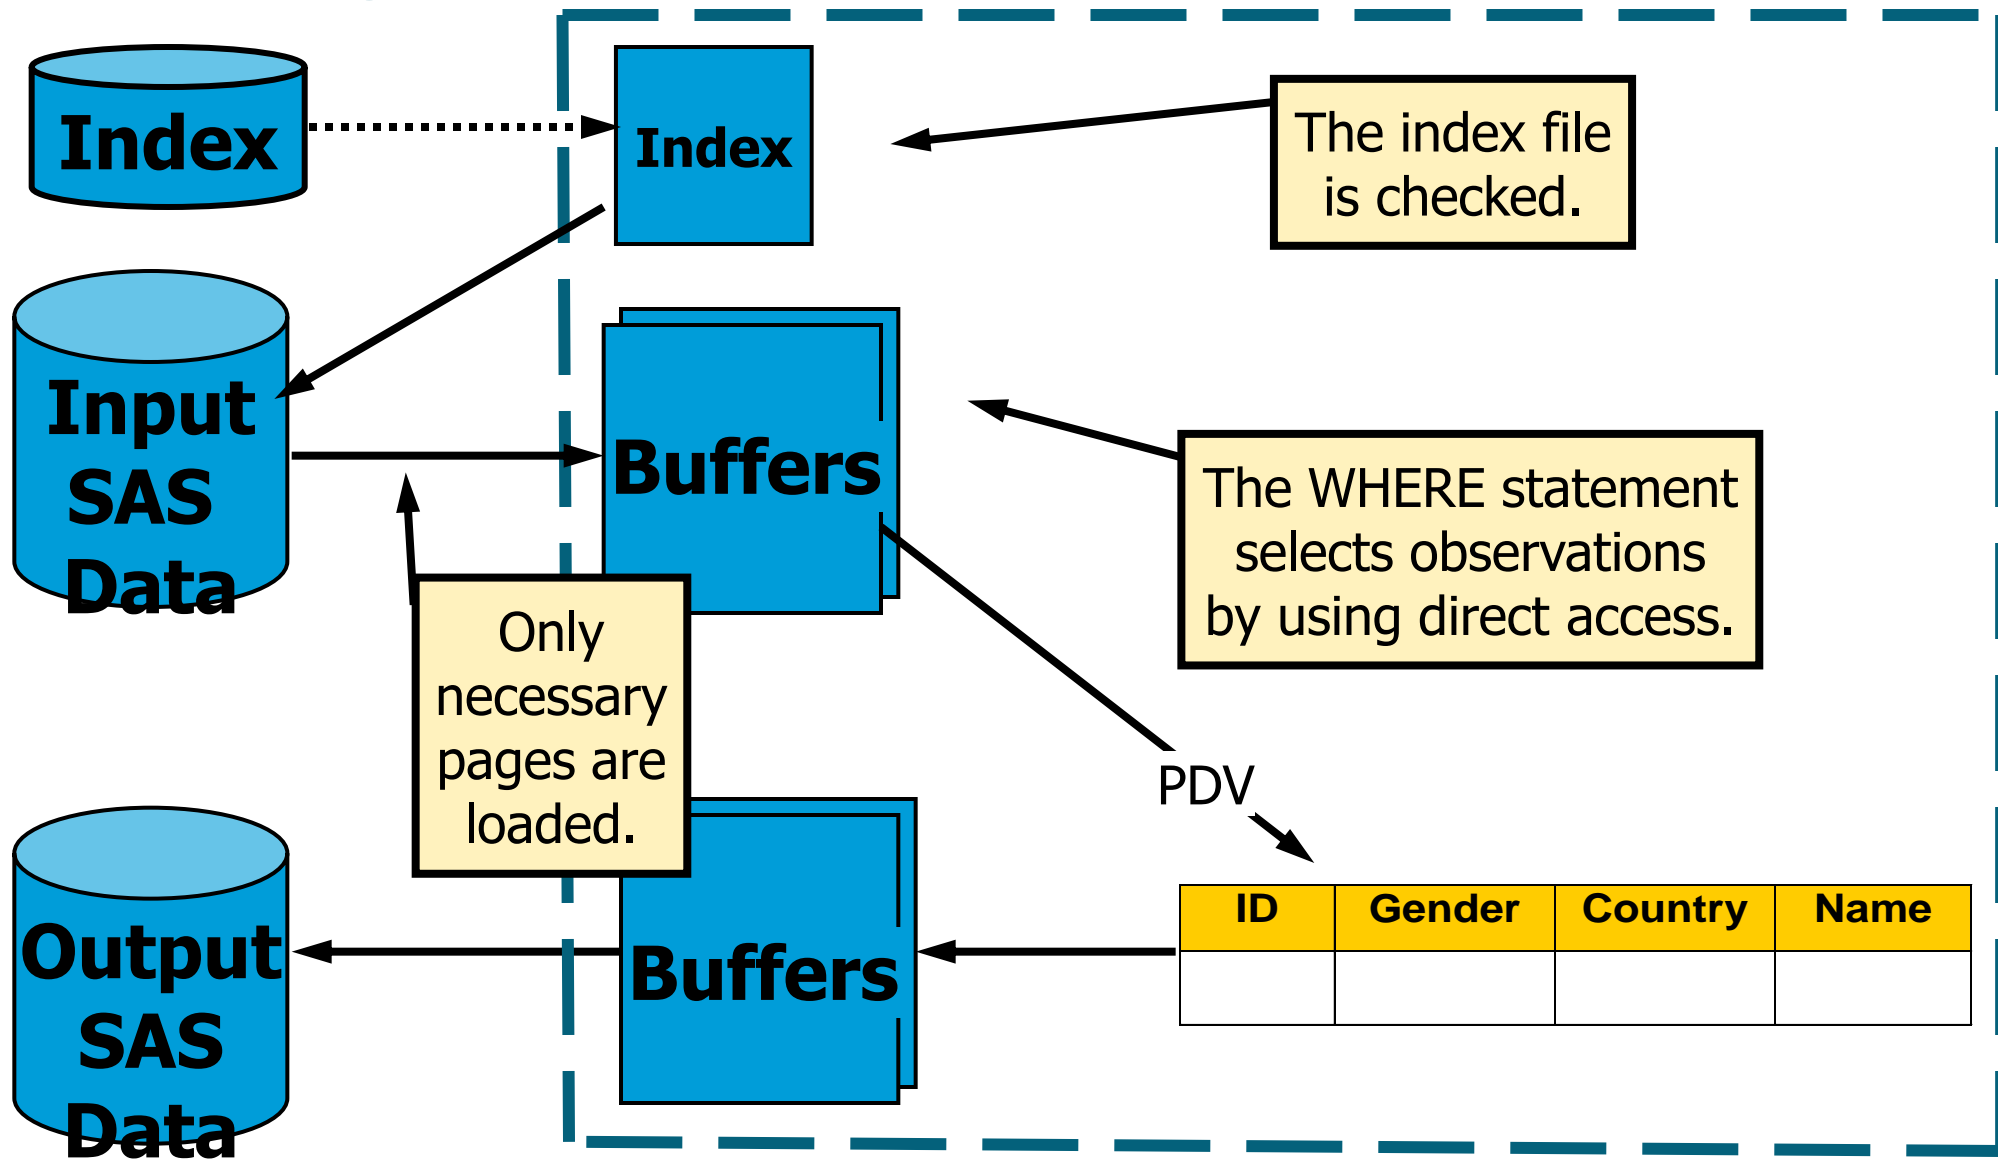 Index
Index
The index file
is checked.
Input
SAS
Data
Buffers
The WHERE statement
selects observations
by using direct access.
Only
necessary
pages are
loaded.
PDV
ID Gender Country Name
Output
SAS
Data
Buffers